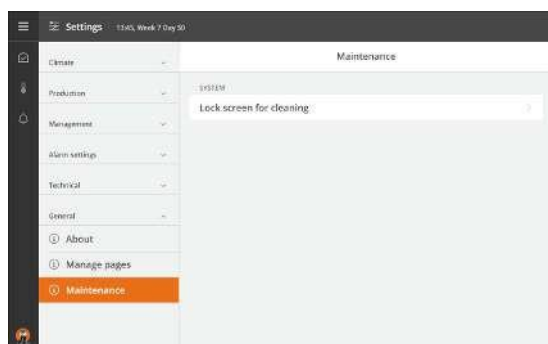 Settings 13:45, Week 7 Day 50
Climate
Production
Management
Alarm settings
Technical
General
About
Manage pages
Maintenance
Maintenance
SYSTEM
Lock screen for cleaning